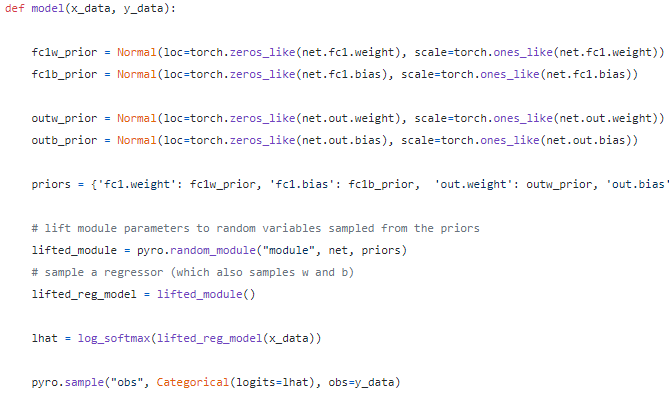 def model(x_data, y_data):
fc1w_prior = Normal(loc=torch.zeros_like(net.fc1.weight), scale=torch.ones_like(net.fc1.weight))
fc1b_prior = Normal(loc=torch.zeros_like(net.fc1.bias), scale=torch.ones_like(net.fc1.bias))
outw_prior = Normal(loc=torch.zeros_like(net.out.weight), scale=torch.ones_like(net.out.weight))
outb_prior = Normal(loc=torch.zeros_like(net.out.bias), scale=torch.ones_like(net.out.bias))
priors = {'fc1.weight': fc1w_prior, 'fc1.bias': fc1b_prior,  'out.weight': outw_prior, 'out.bias'
# lift module parameters to random variables sampled from the priors
lifted_module = pyro.random_module("module", net, priors)
# sample a regressor (which also samples w and b)
lifted_reg_model = lifted_module()
lhat = log_softmax(lifted_reg_model(x_data))
pyro.sample("obs", Categorical(logits=lhat), obs=y_data)